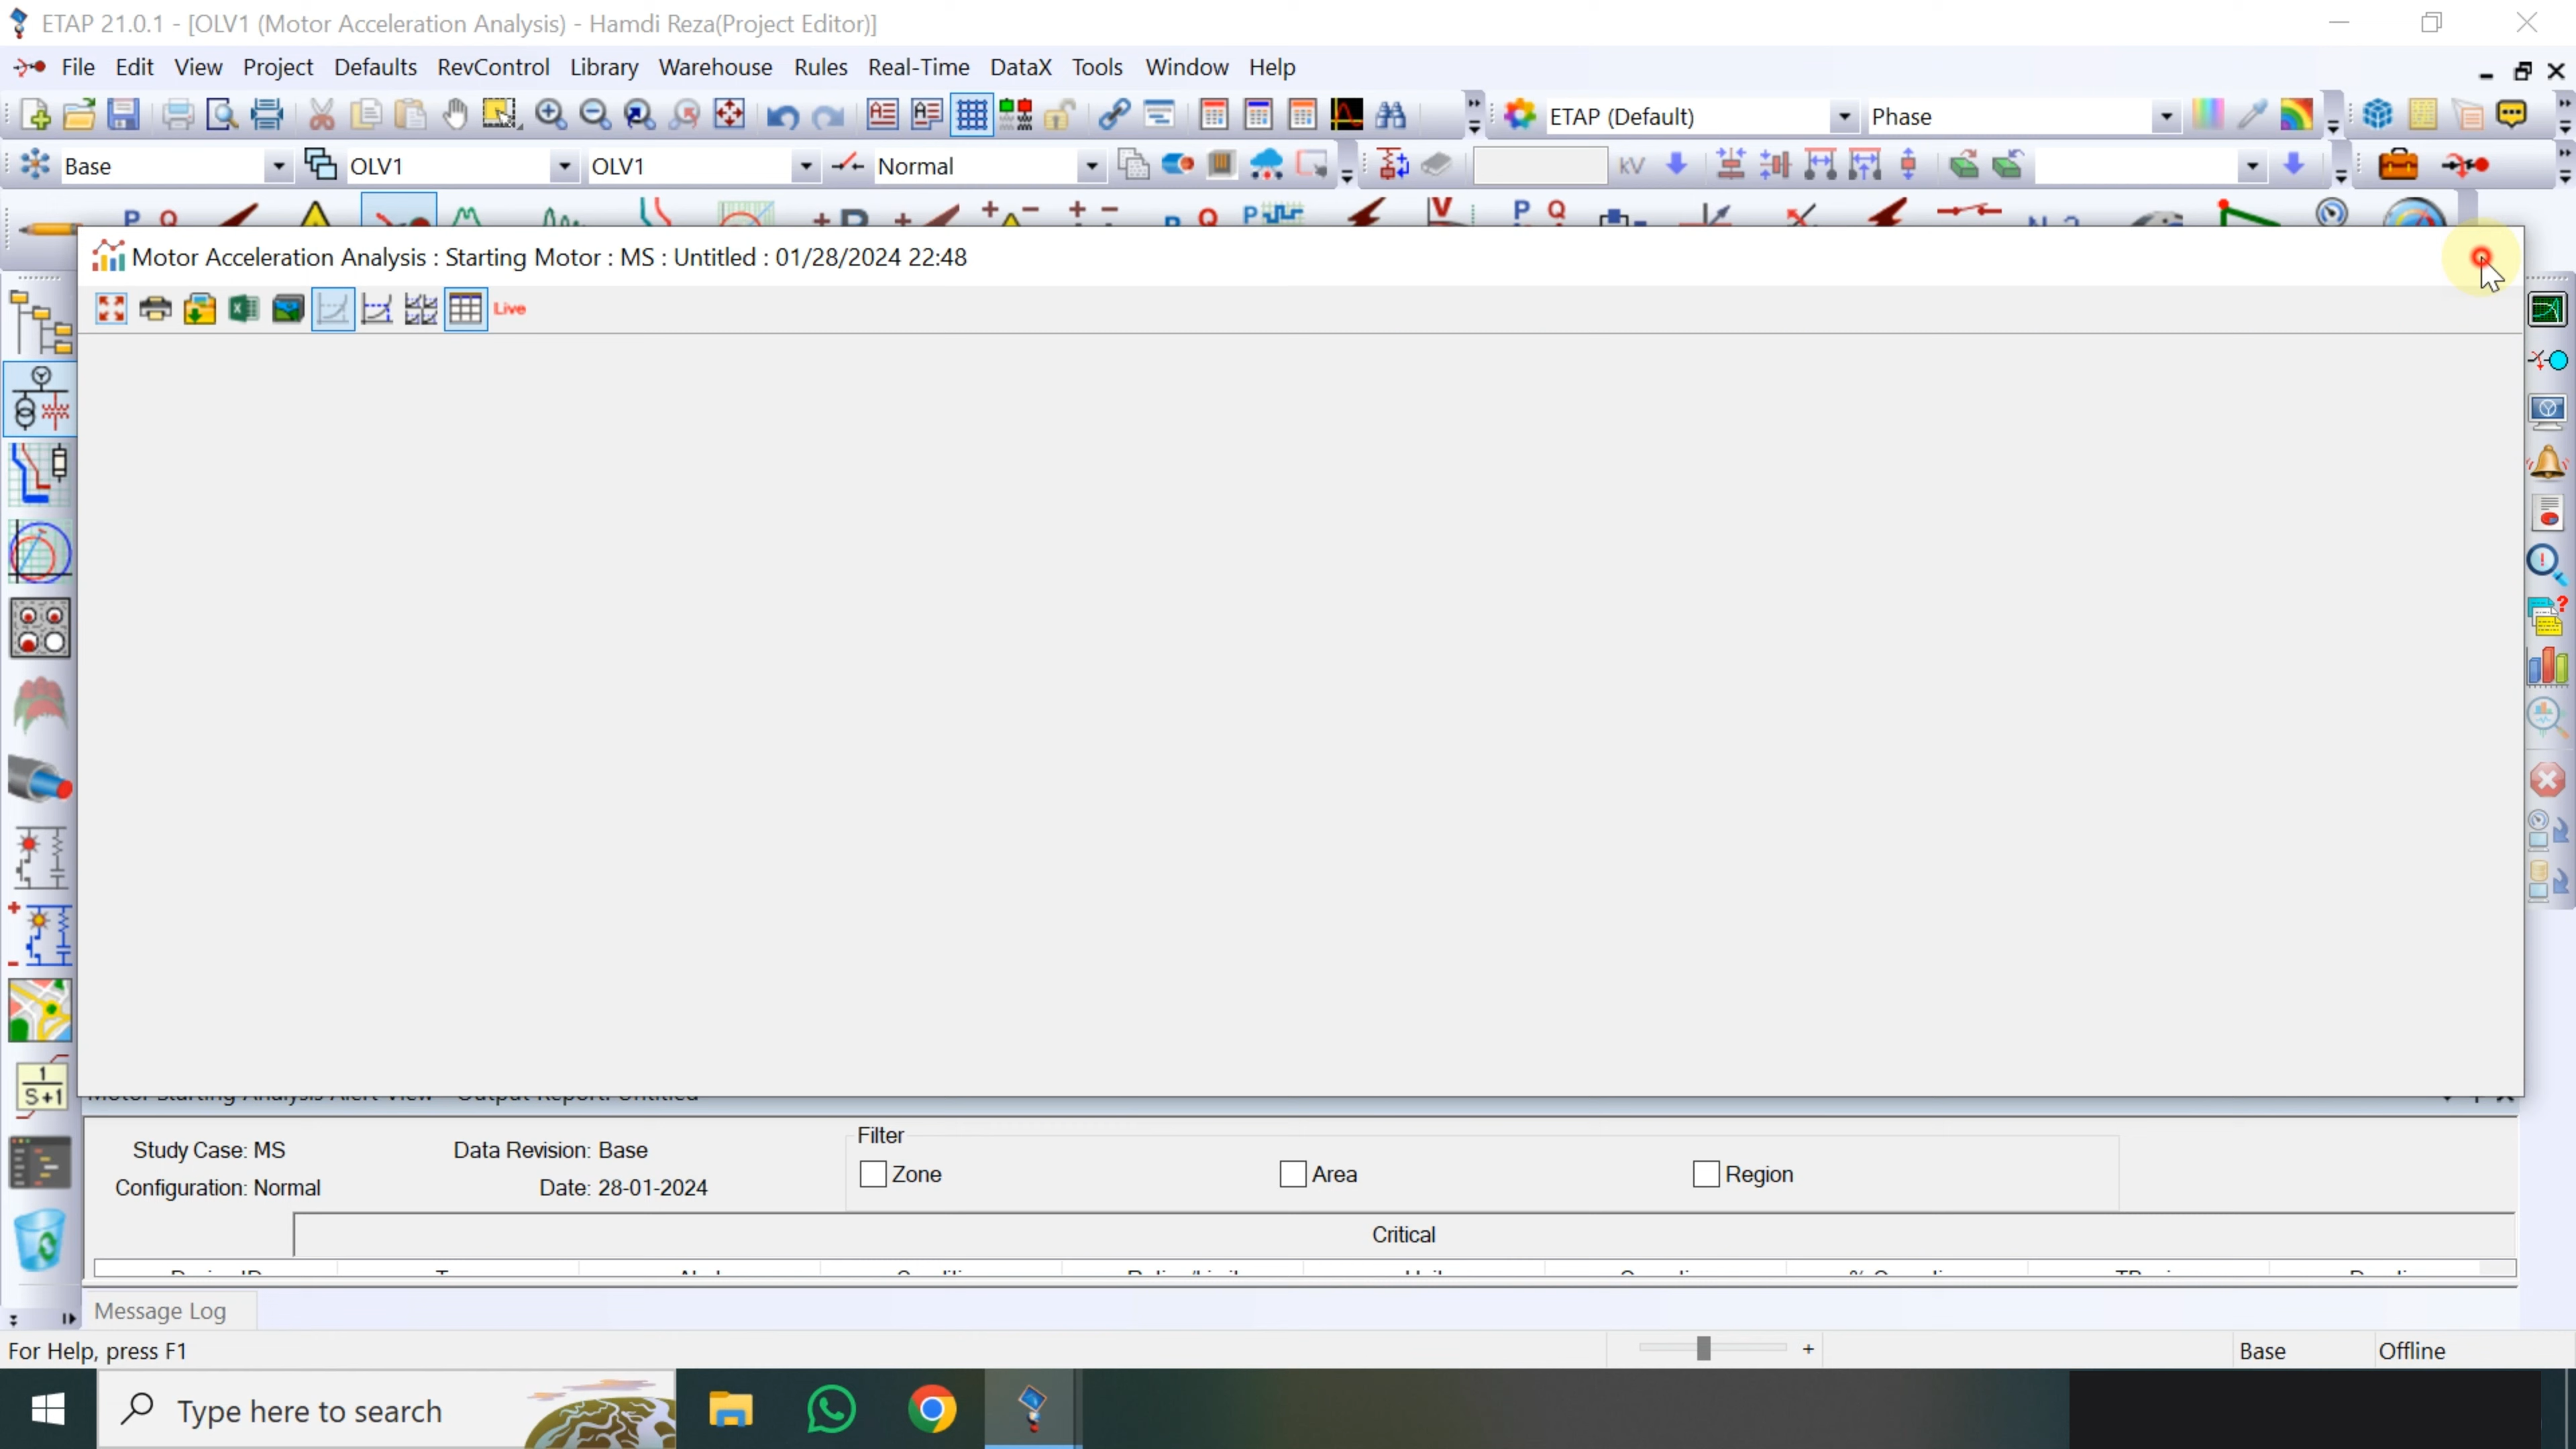 ETAP 21.0.1 - [OLV1 (Motor Acceleration Analysis) - Hamdi Reza(Project Editor)]
File Edit View Project Defaults RevControl Library Warehouse Rules Real-Time DataX Tools Window Help
ETAP (Default) Phase
Base OLV1 OLV1 Normal kV
Motor Acceleration Analysis : Starting Motor : MS : Untitled : 01/28/2024 22:48
Live
Study Case: MS Data Revision: Base Filter
Zone Area Region
Configuration: Normal Date: 28-01-2024
Critical
Message Log
For Help, press F1 + Base Offline
Type here to search